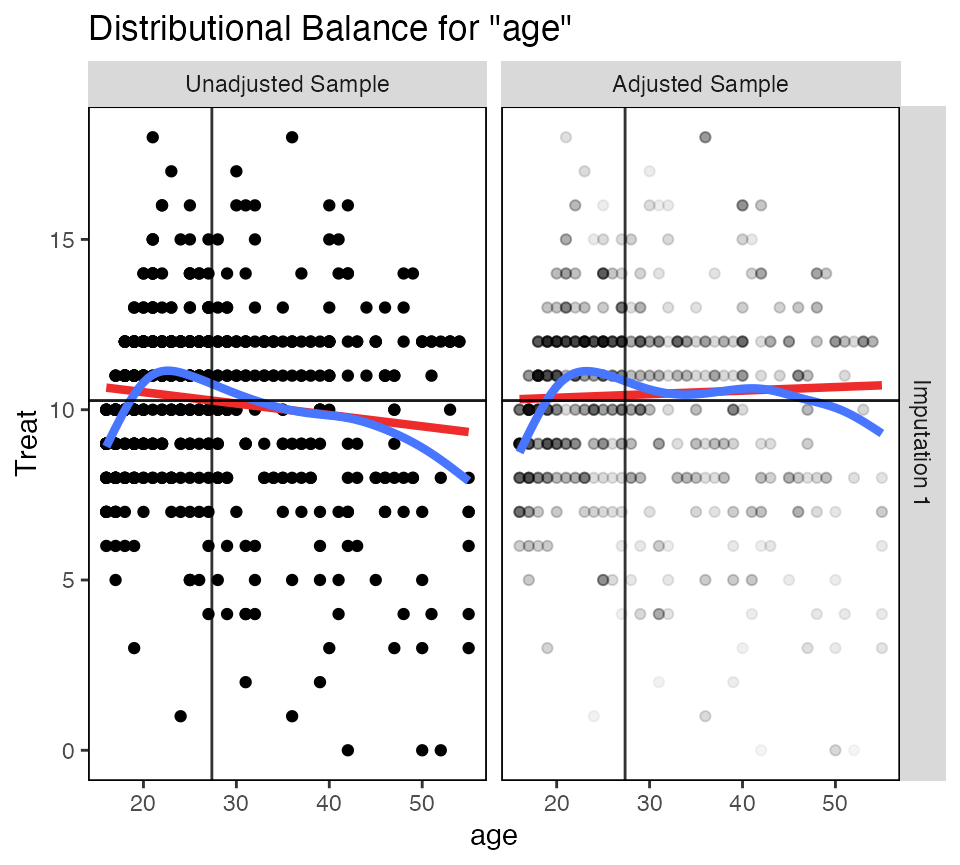 Distributional Balance for "age"
Unadjusted Sample
Adjusted Sample
Treat
15
10
5
0
Imputation 1
20
30
40
50
20
30
40
50
age